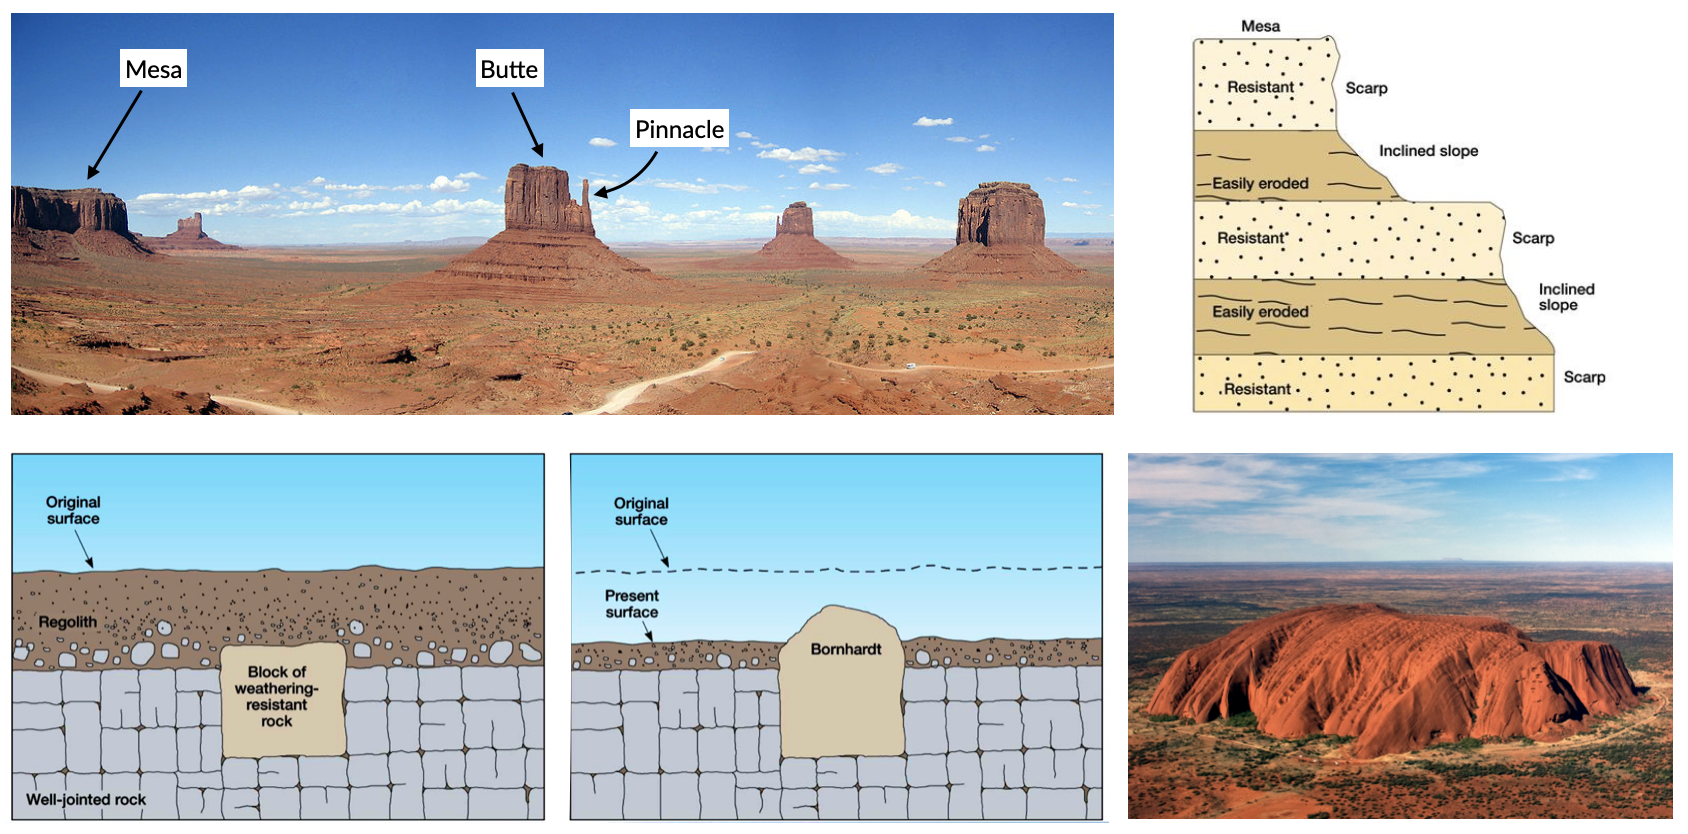 Mesa
Butte
Pinnacle
Mesa
Resistant
Scarp
Inclined slope
Easily eroded
Resistant
Scarp
Inclined
slope
Easily eroded
Resistant
Scarp
Original
surface
Regolith
Block of
weathering-
resistant
rock
Well-jointed rock
Original
surface
Present
surface
Bornhardt